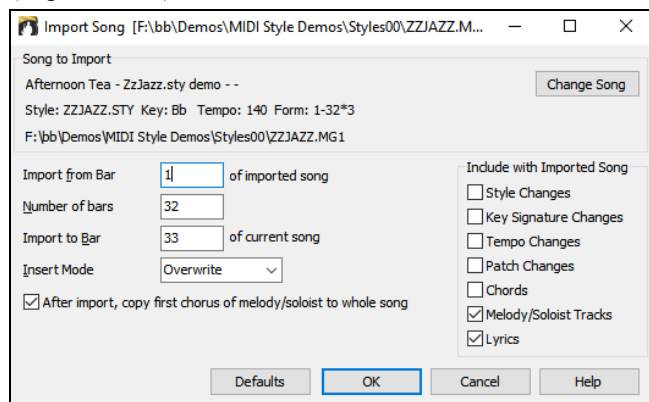 Import Song [F:\bb\Demos\MIDI Style Demos\Styles00\ZZJAZZ.M...
Song to Import
Afternoon Tea - ZzJazz.sty demo - -
Change Song
Style: ZZJAZZ.STY Key: Bb Tempo: 140 Form: 1-32*3
F:\bb\Demos\MIDI Style Demos\Styles00\ZZJAZZ.MG1
Import from Bar 1 of imported song
Number of bars 32
Import to Bar 33 of current song
Insert Mode Overwrite
After import, copy first chorus of melody/soloist to whole song
Include with Imported Song
Style Changes
Key Signature Changes
Tempo Changes
Patch Changes
Chords
Melody/Soloist Tracks
Lyrics
Defaults OK Cancel Help